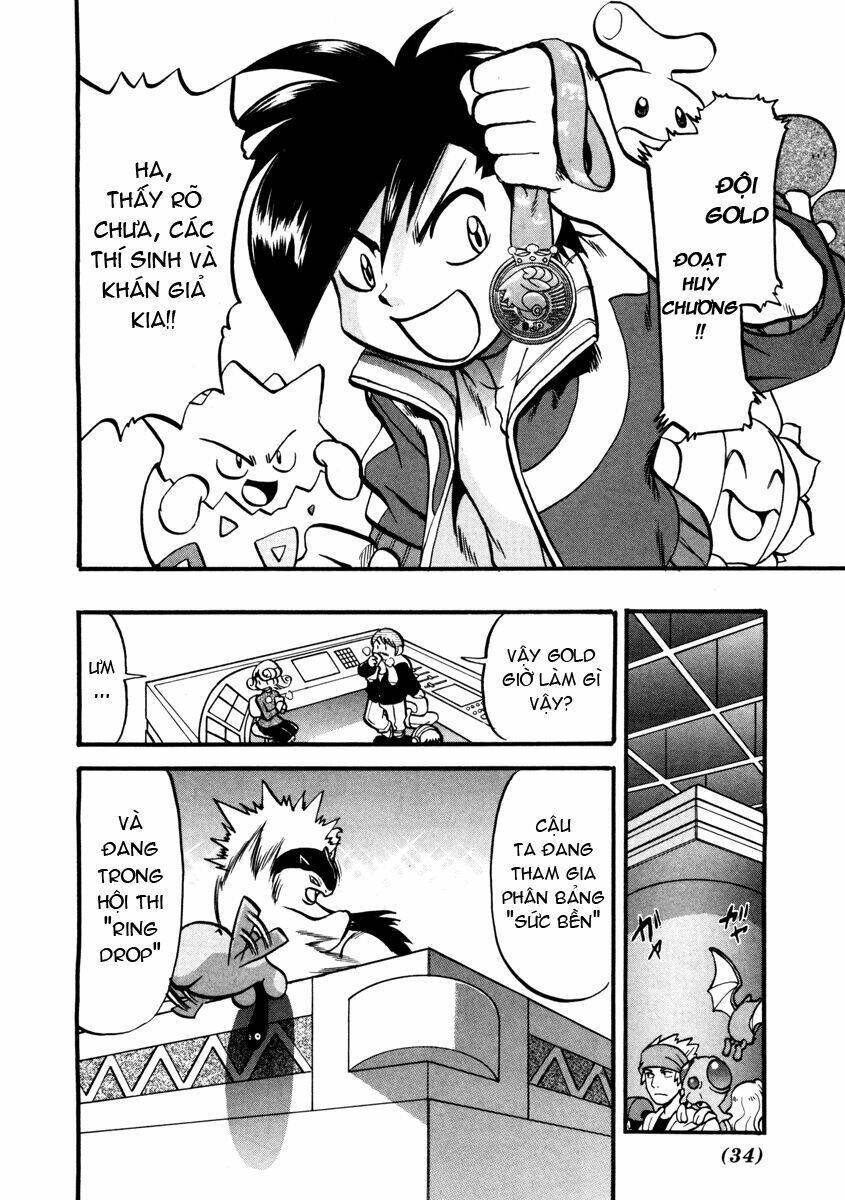 ĐỘI
GOLD
ĐOẠT
HUY
CHƯƠNG
!!
HA,
THẤY RÕ
CHƯA, CÁC
THÍ SINH VÀ
KHÁN GIẢ
KIA!!
VẬY GOLD
GIỜ LÀM GÌ
VẬY?
ƯM
...
CẬU
TA ĐANG
THAM GIA
PHÂN BẢNG
"SỨC BỀN"
VÀ
ĐANG
TRONG
HỘI THI
"RING
DROP"
(34)